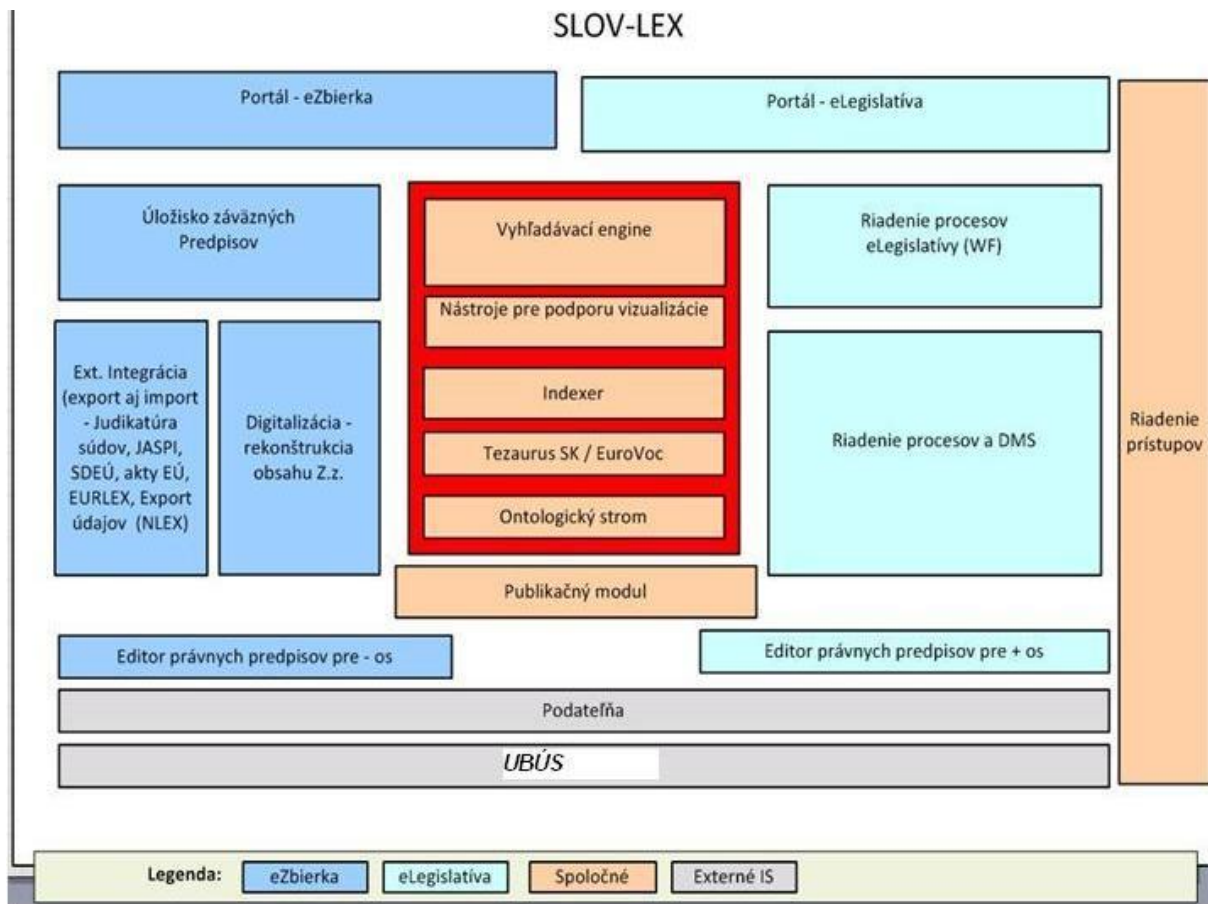 SLOV-LEX
Portál - eZbierka
Portál - eLegislatíva
Úložisko záväzných
Predpisov
Vyhľadávací engine
Riadenie procesov
eLegislatívy (WF)
Nástroje pre podporu vizualizácie
Ext. Integrácia
(export aj import
- Judikatúra
súdov, JASPI,
SDEÚ, akty EÚ,
EURLEX, Export
údajov (NLEX)
Digitalizácia -
rekonštrukcia
obsahu Z.z.
Indexer
Tezaurus SK / EuroVoc
Ontologický strom
Riadenie procesov a DMS
Riadenie
prístupov
Publikačný modul
Editor právnych predpisov pre - os
Editor právnych predpisov pre + os
Podateľňa
UBÚS
Legenda:
eZbierka
eLegislatíva
Spoločné
Externé IS